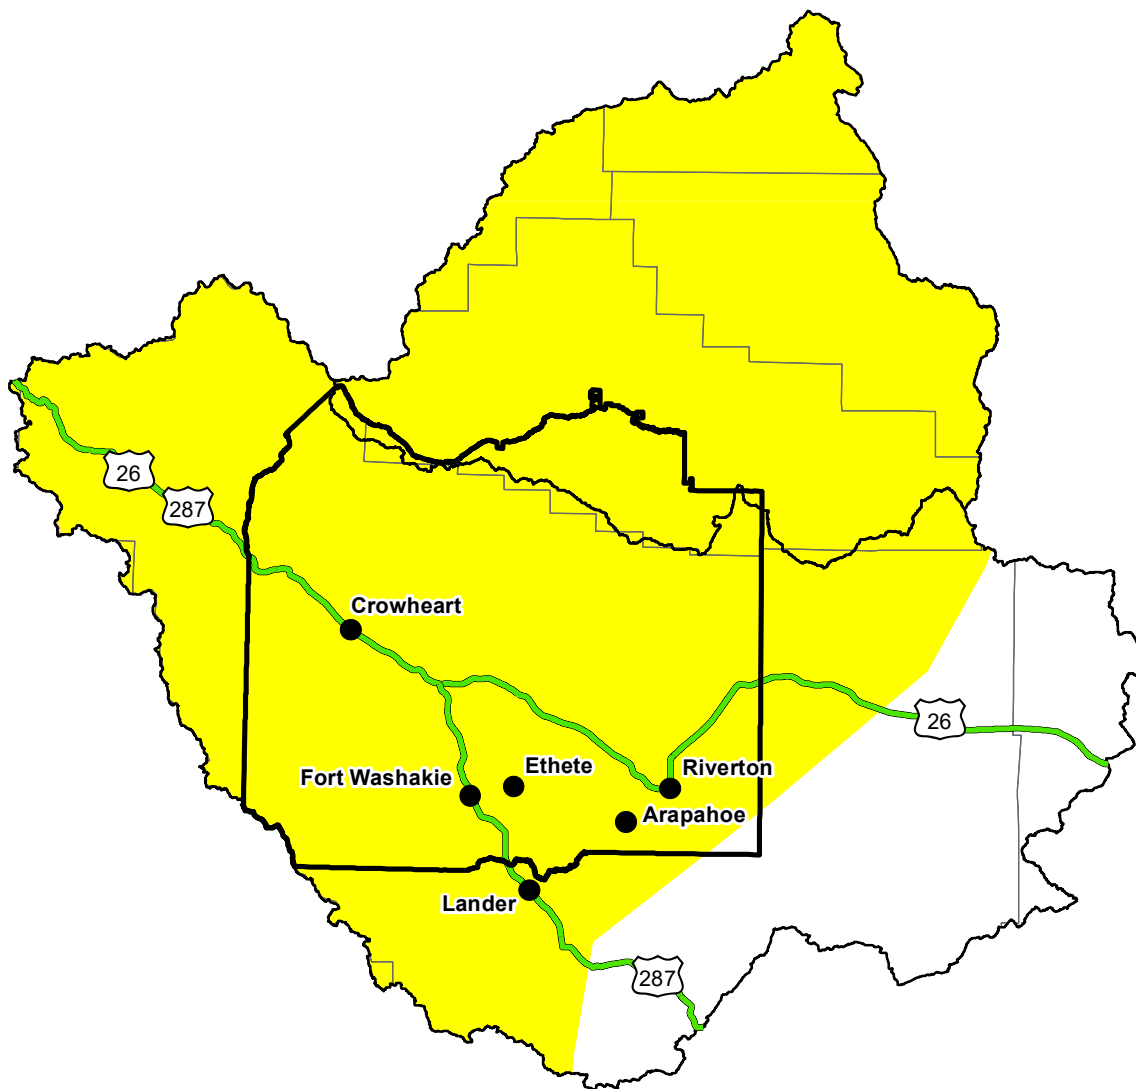 26
287
Crowheart
26
Ethete
Riverton
Fort Washakie
Arapahoe
Lander
287